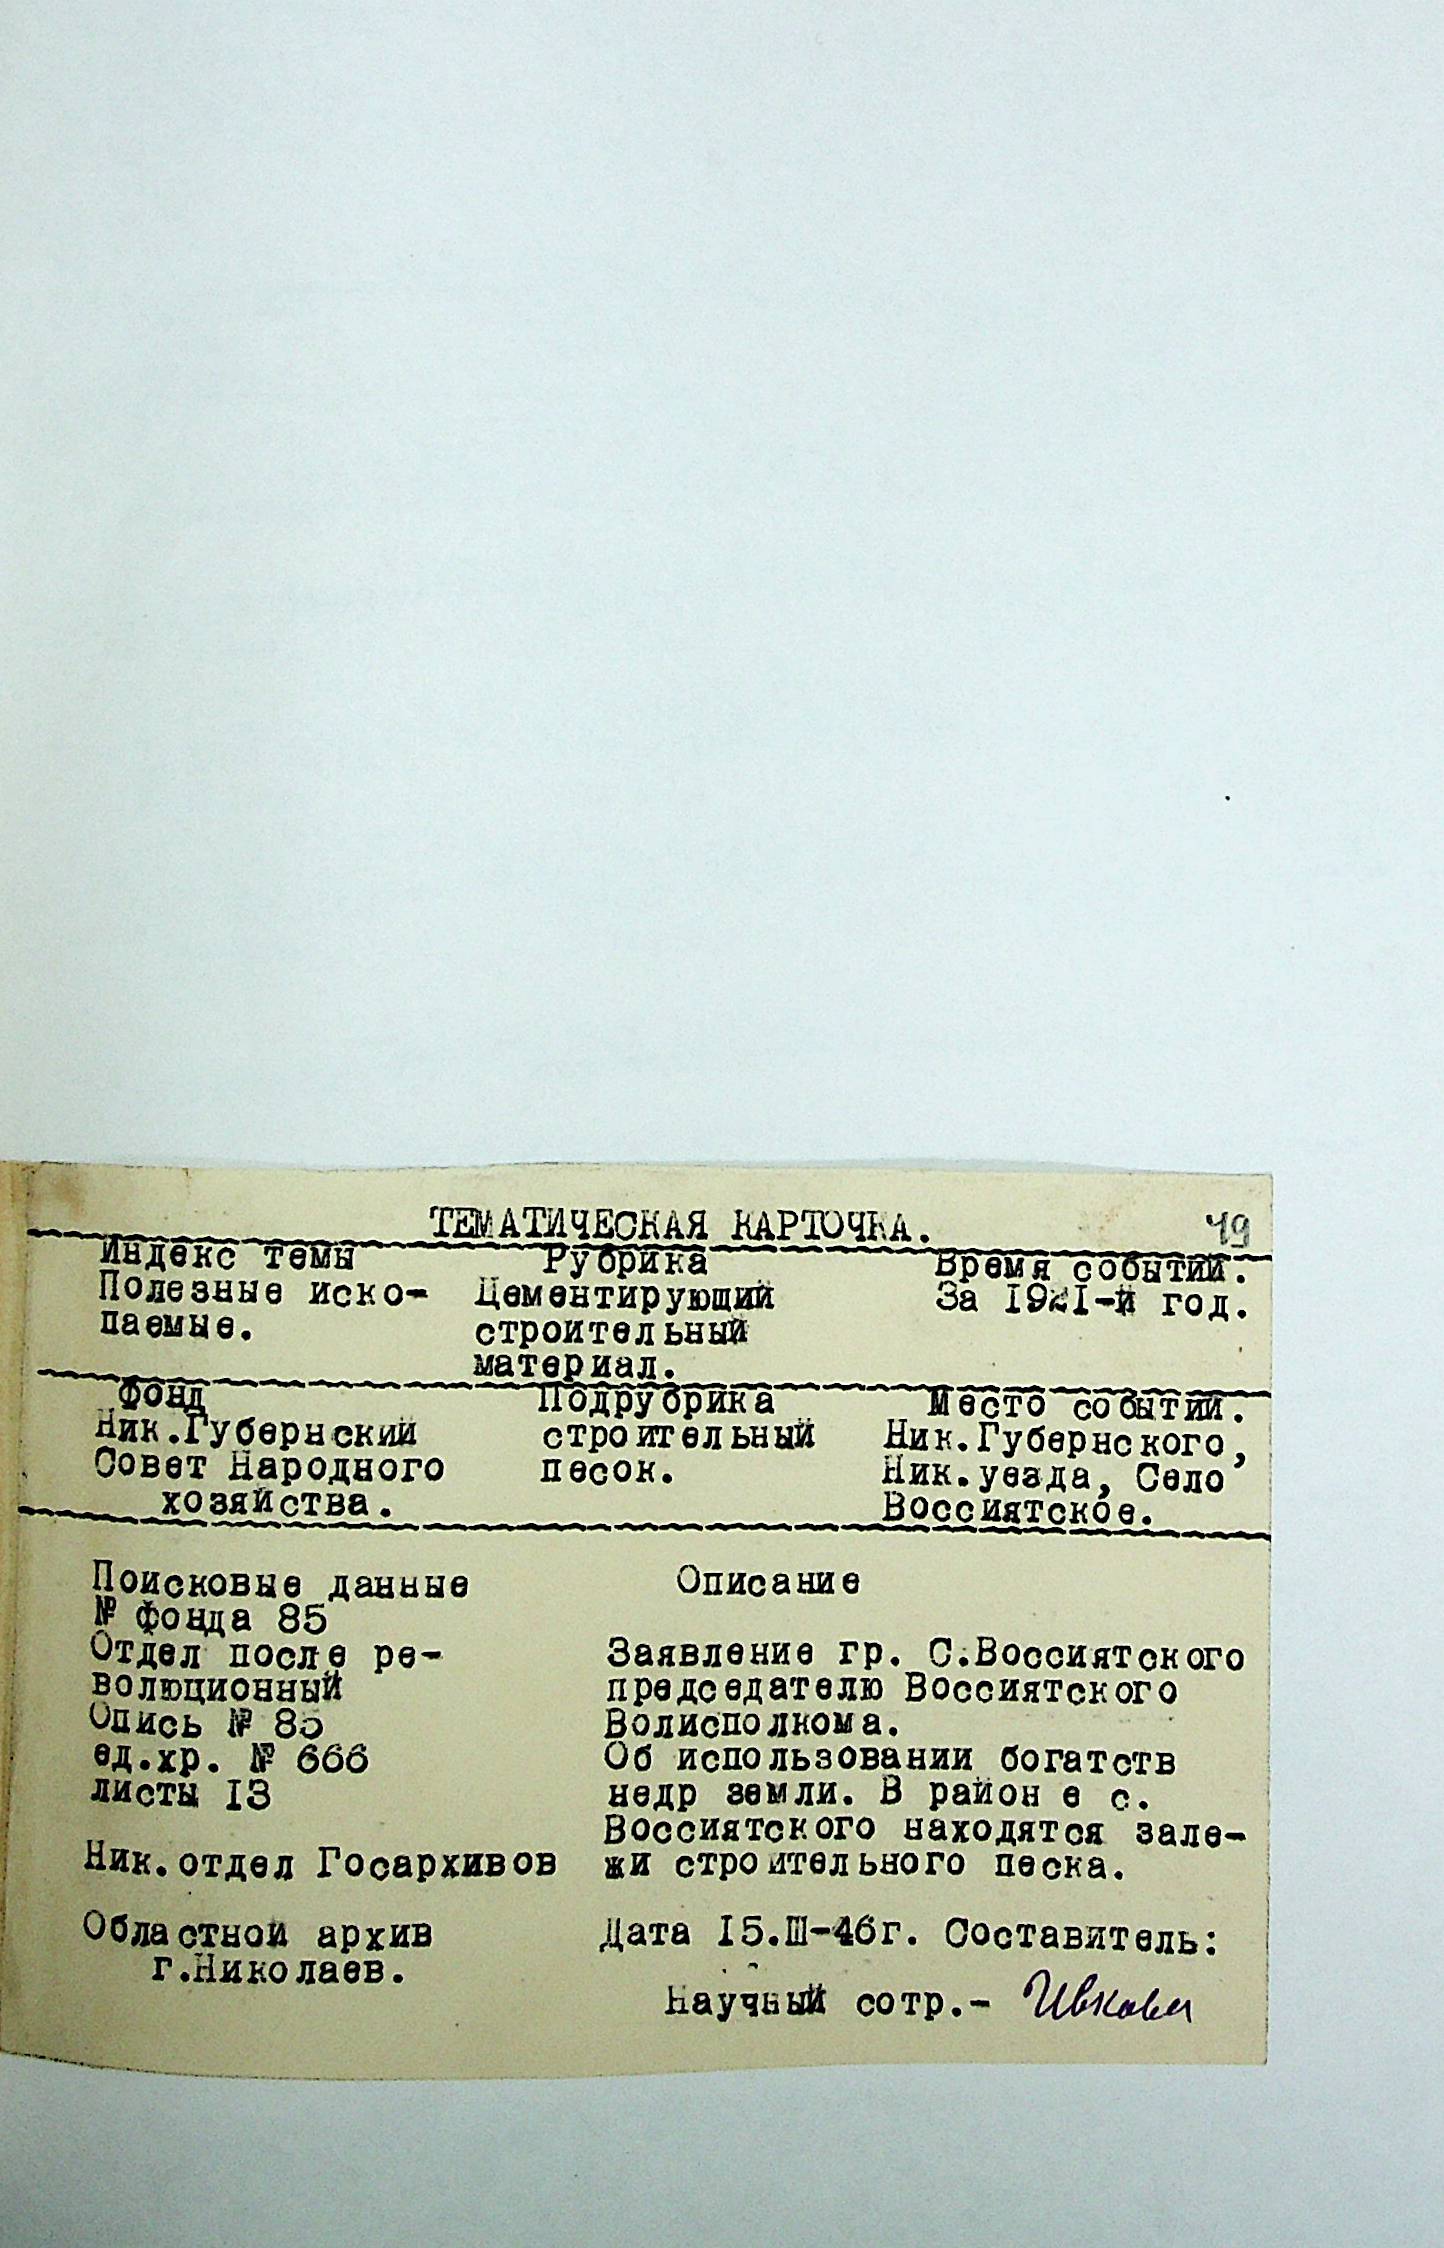 ТЕМАТИЧЕСКАЯ КАРТОЧКА. 49
Индекс темы Рубрика Время событий.
Полезные иско- Цементирующий За 1921-й год.
паемые. строительный
материал.
Фонд Подрубрика Место событий.
Ник.Губернский строительный Ник.Губернского,
Совет Народного песок. Ник.уезда, Село
хозяйства. Воссиятское.
Поисковые данные Описание
№ фонда 85
Отдел после ре- Заявление гр. С.Воссиятского
волюционный председателю Воссиятского
Опись № 85 Волисполкома.
ед.хр. № 666 Об использовании богатств
листы 13 недр земли. В районе с.
Воссиятского находятся зале-
Ник.отдел Госархивов жи строительного песка.
Областной архив Дата 15.III-46г. Составитель:
г.Николаев.
Научный сотр.- Ивкова